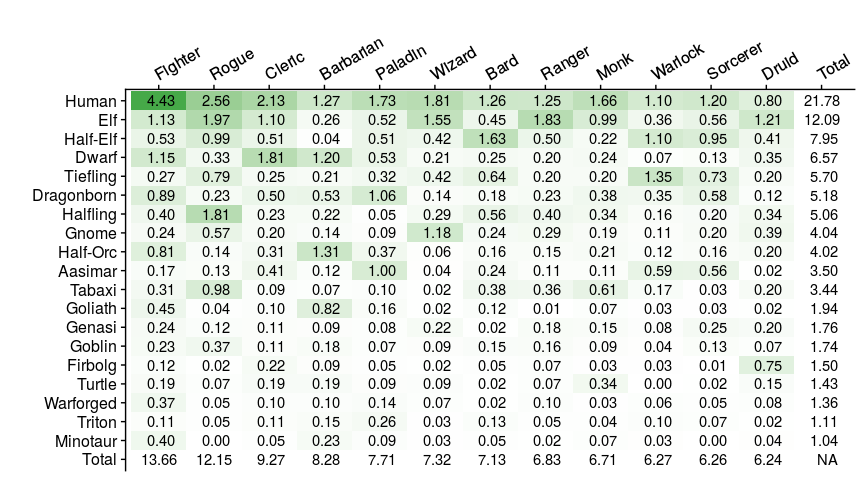 Fighter Rogue Cleric Barbarian Paladin Wizard Bard Ranger Monk Warlock Sorcerer Druid Total
Human 4.43 2.56 2.13 1.27 1.73 1.81 1.26 1.25 1.66 1.10 1.20 0.80 21.78
Elf 1.13 1.97 1.10 0.26 0.52 1.55 0.45 1.83 0.99 0.36 0.56 1.21 12.09
Half-Elf 0.53 0.99 0.51 0.04 0.51 0.42 1.63 0.50 0.22 1.10 0.95 0.41 7.95
Dwarf 1.15 0.33 1.81 1.20 0.53 0.21 0.25 0.20 0.24 0.07 0.13 0.35 6.57
Tiefling 0.27 0.79 0.25 0.21 0.32 0.42 0.64 0.20 0.20 1.35 0.73 0.20 5.70
Dragonborn 0.89 0.23 0.50 0.53 1.06 0.14 0.18 0.23 0.38 0.35 0.58 0.12 5.18
Halfling 0.40 1.81 0.23 0.22 0.05 0.29 0.56 0.40 0.34 0.16 0.20 0.34 5.06
Gnome 0.24 0.57 0.20 0.14 0.09 1.18 0.24 0.29 0.19 0.11 0.20 0.39 4.04
Half-Orc 0.81 0.14 0.31 1.31 0.37 0.06 0.16 0.15 0.21 0.12 0.16 0.20 4.02
Aasimar 0.17 0.13 0.41 0.12 1.00 0.04 0.24 0.11 0.11 0.59 0.56 0.02 3.50
Tabaxi 0.31 0.98 0.09 0.07 0.10 0.02 0.38 0.36 0.61 0.17 0.03 0.20 3.44
Goliath 0.45 0.04 0.10 0.82 0.16 0.02 0.12 0.01 0.07 0.03 0.03 0.02 1.94
Genasi 0.24 0.12 0.11 0.09 0.08 0.22 0.02 0.18 0.15 0.08 0.25 0.20 1.76
Goblin 0.23 0.37 0.11 0.18 0.07 0.09 0.15 0.16 0.09 0.04 0.13 0.07 1.74
Firbolg 0.12 0.02 0.22 0.09 0.05 0.02 0.05 0.07 0.03 0.03 0.01 0.75 1.50
Turtle 0.19 0.07 0.19 0.19 0.09 0.09 0.02 0.07 0.34 0.00 0.02 0.15 1.43
Warforged 0.37 0.05 0.10 0.10 0.14 0.07 0.02 0.10 0.03 0.06 0.05 0.08 1.36
Triton 0.11 0.05 0.11 0.15 0.26 0.03 0.13 0.05 0.04 0.10 0.07 0.02 1.11
Minotaur 0.40 0.00 0.05 0.23 0.09 0.03 0.05 0.02 0.07 0.03 0.00 0.04 1.04
Total 13.66 12.15 9.27 8.28 7.71 7.32 7.13 6.83 6.71 6.27 6.26 6.24 NA